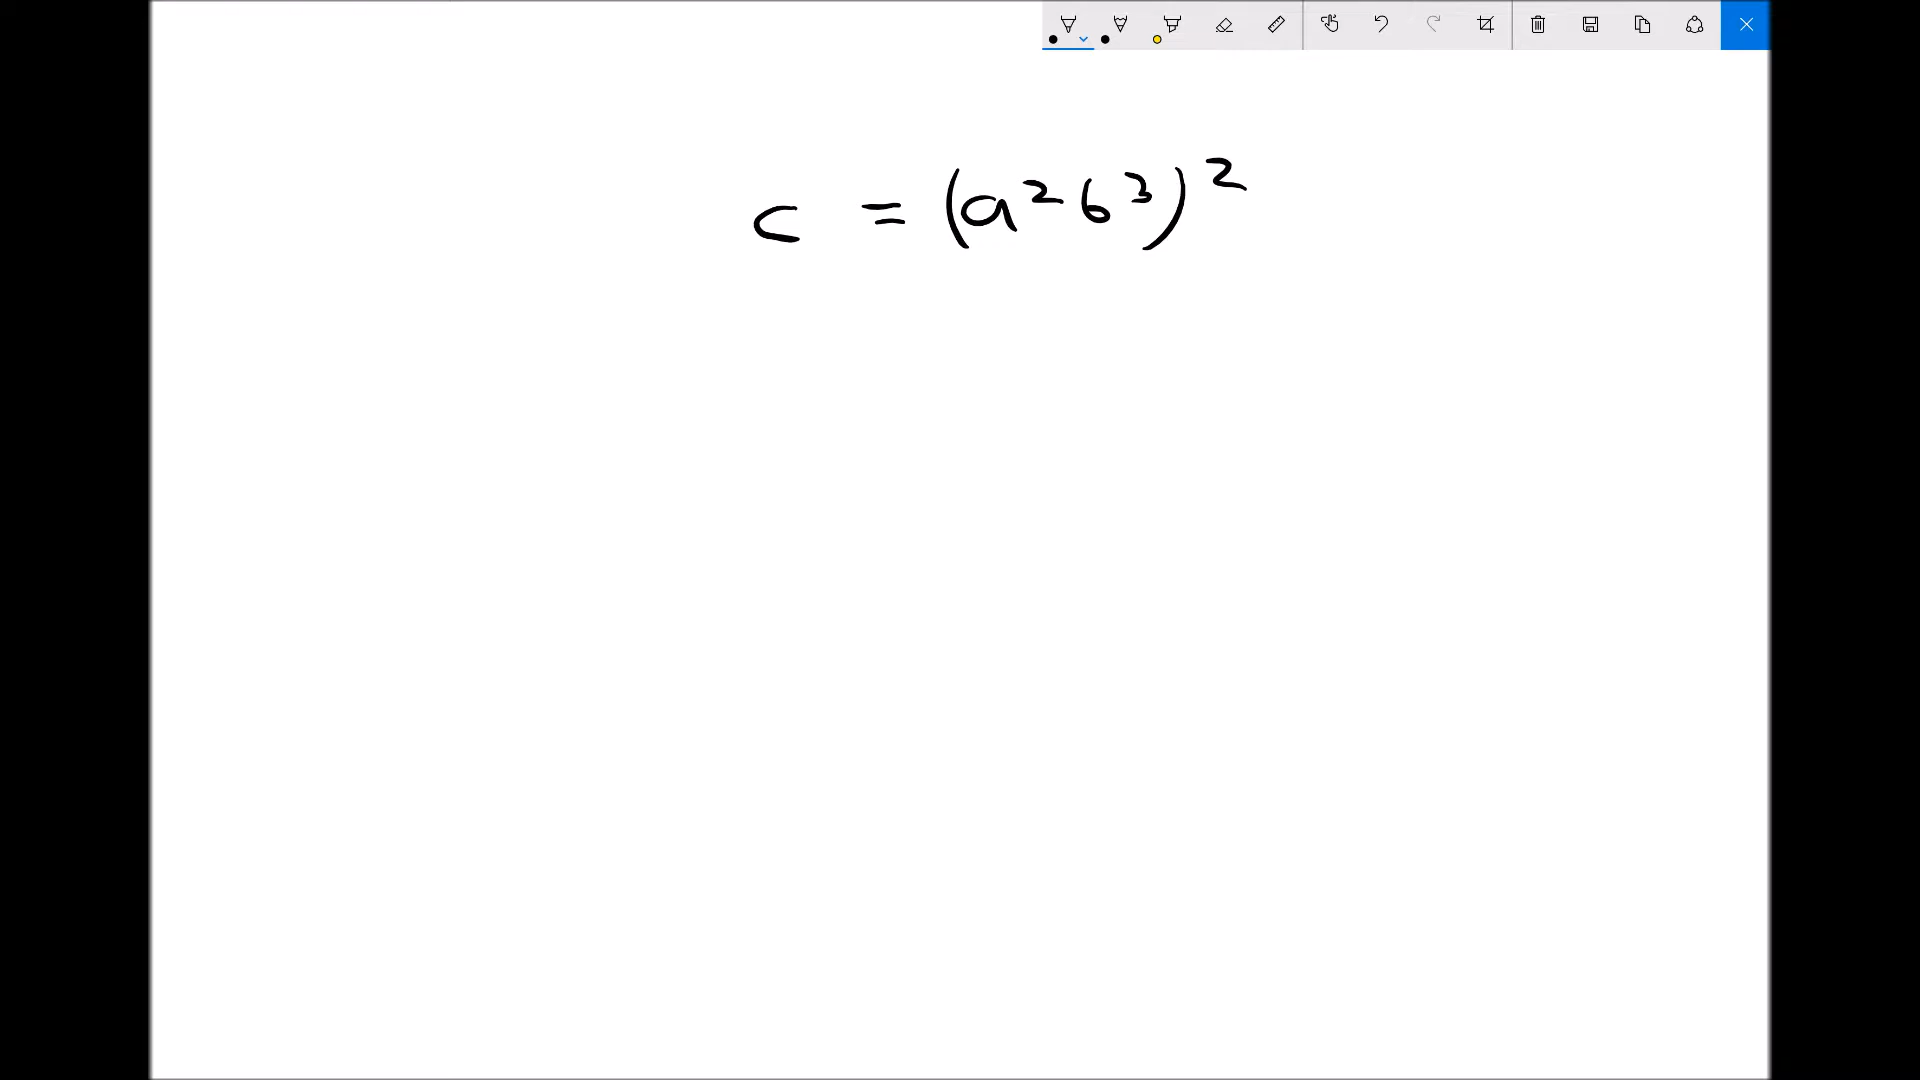 c = (a²b³)²